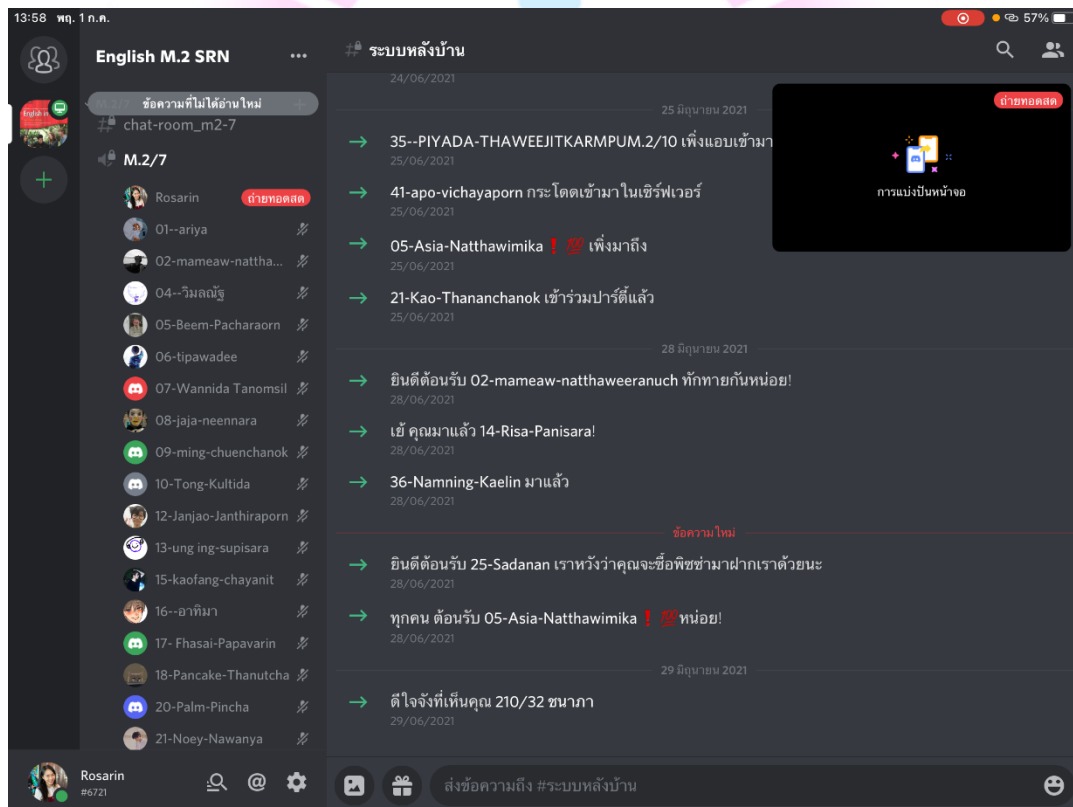 13:58 พฤ. 1 ก.ค.
57%
English M.2 SRN
ข้อความที่ไม่ได้อ่านใหม่
chat-room_m2-7
M.2/7
Rosarin ถ่ายทอดสด
01--ariya
02-mameaw-nattha...
04--วิมลณัฐ
05-Beem-Pacharaorn
06-tipawadee
07-Wannida Tanomsil
08-jaja-neennara
09-ming-chuenchanok
10-Tong-Kultida
12-Janjao-Janthiraporn
13-ung ing-supisara
15-kaofang-chayanit
16--อาทิมา
17- Fhasai-Papavarin
18-Pancake-Thanutcha
20-Palm-Pincha
21-Noey-Nawanya
Rosarin
#6721
ระบบหลังบ้าน
24/06/2021
25 มิถุนายน 2021
35--PIYADA-THAWEEJITKARMPUM.2/10 เพิ่งแอบเข้ามา
25/06/2021
41-apo-vichayaporn กระโดดเข้ามาในเซิร์ฟเวอร์
25/06/2021
05-Asia-Natthawimika❗💯 เพิ่งมาถึง
25/06/2021
21-Kao-Thananchanok เข้าร่วมปาร์ตี้แล้ว
25/06/2021
28 มิถุนายน 2021
ยินดีต้อนรับ 02-mameaw-natthaweeranuch ทักทายกันหน่อย!
28/06/2021
เย้ คุณมาแล้ว 14-Risa-Panisara!
28/06/2021
36-Namning-Kaelin มาแล้ว
28/06/2021
ข้อความใหม่
ยินดีต้อนรับ 25-Sadanan เราหวังว่าคุณจะซื้อพิซซ่ามาฝากเราด้วยนะ
28/06/2021
ทุกคน ต้อนรับ 05-Asia-Natthawimika❗💯หน่อย!
28/06/2021
29 มิถุนายน 2021
ดีใจจังที่เห็นคุณ 210/32 ชนาภา
29/06/2021
ส่งข้อความถึง #ระบบหลังบ้าน
ถ่ายทอดสด
การแบ่งปันหน้าจอ